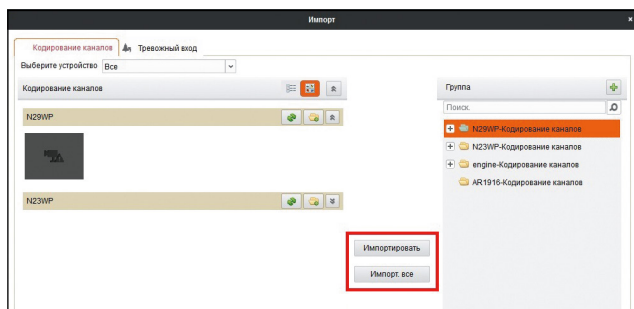 Импорт
Кодирование каналов
Тревожный вход
Выберите устройство Все
Кодирование каналов
Группа
Поиск.
N29WP
N29WP-Кодирование каналов
N23WP-Кодирование каналов
engine-Кодирование каналов
AR1916-Кодирование каналов
N23WP
Импортировать
Импорт. все